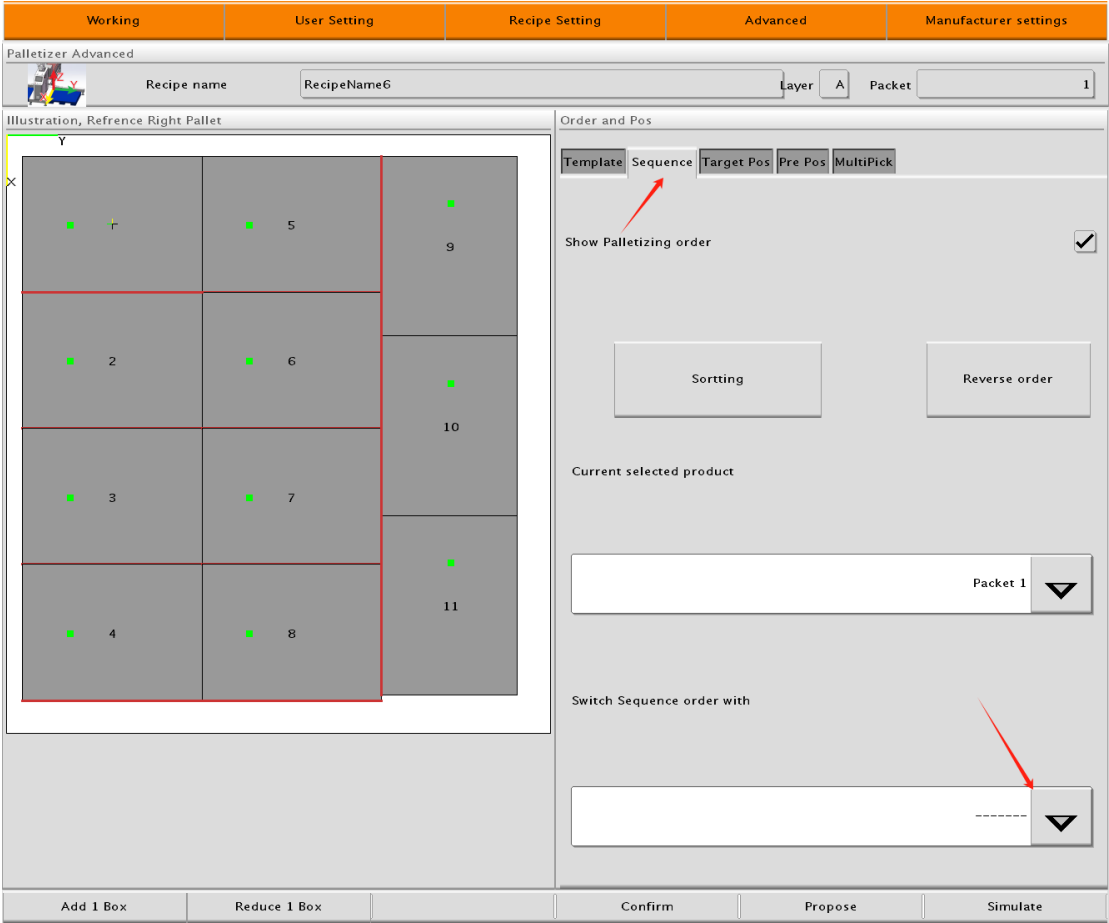 Working User Setting Recipe Setting Advanced Manufacturer settings
Palletizer Advanced
Z
Y
Recipe name RecipeName6 Layer A Packet 1
Illustration, Refrence Right Pallet
Y
X
5
9
2 6
10
3 7
11
4 8
Order and Pos
Template Sequence Target Pos Pre Pos MultiPick
Show Palletizing order
Sortting Reverse order
Current selected product
Packet 1
Switch Sequence order with
-------
Add 1 Box Reduce 1 Box Confirm Propose Simulate